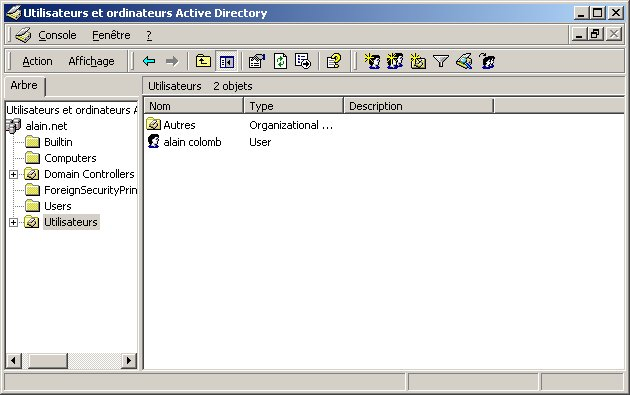 Utilisateurs et ordinateurs Active Directory
Console Fenêtre ?
Action Affichage
Arbre
Utilisateurs 2 objets
Utilisateurs et ordinateurs A
Nom Type Description
alain.net
Builtin
Computers
Domain Controllers
ForeignSecurityPrin
Users
Utilisateurs
Autres Organizational ...
alain colomb User